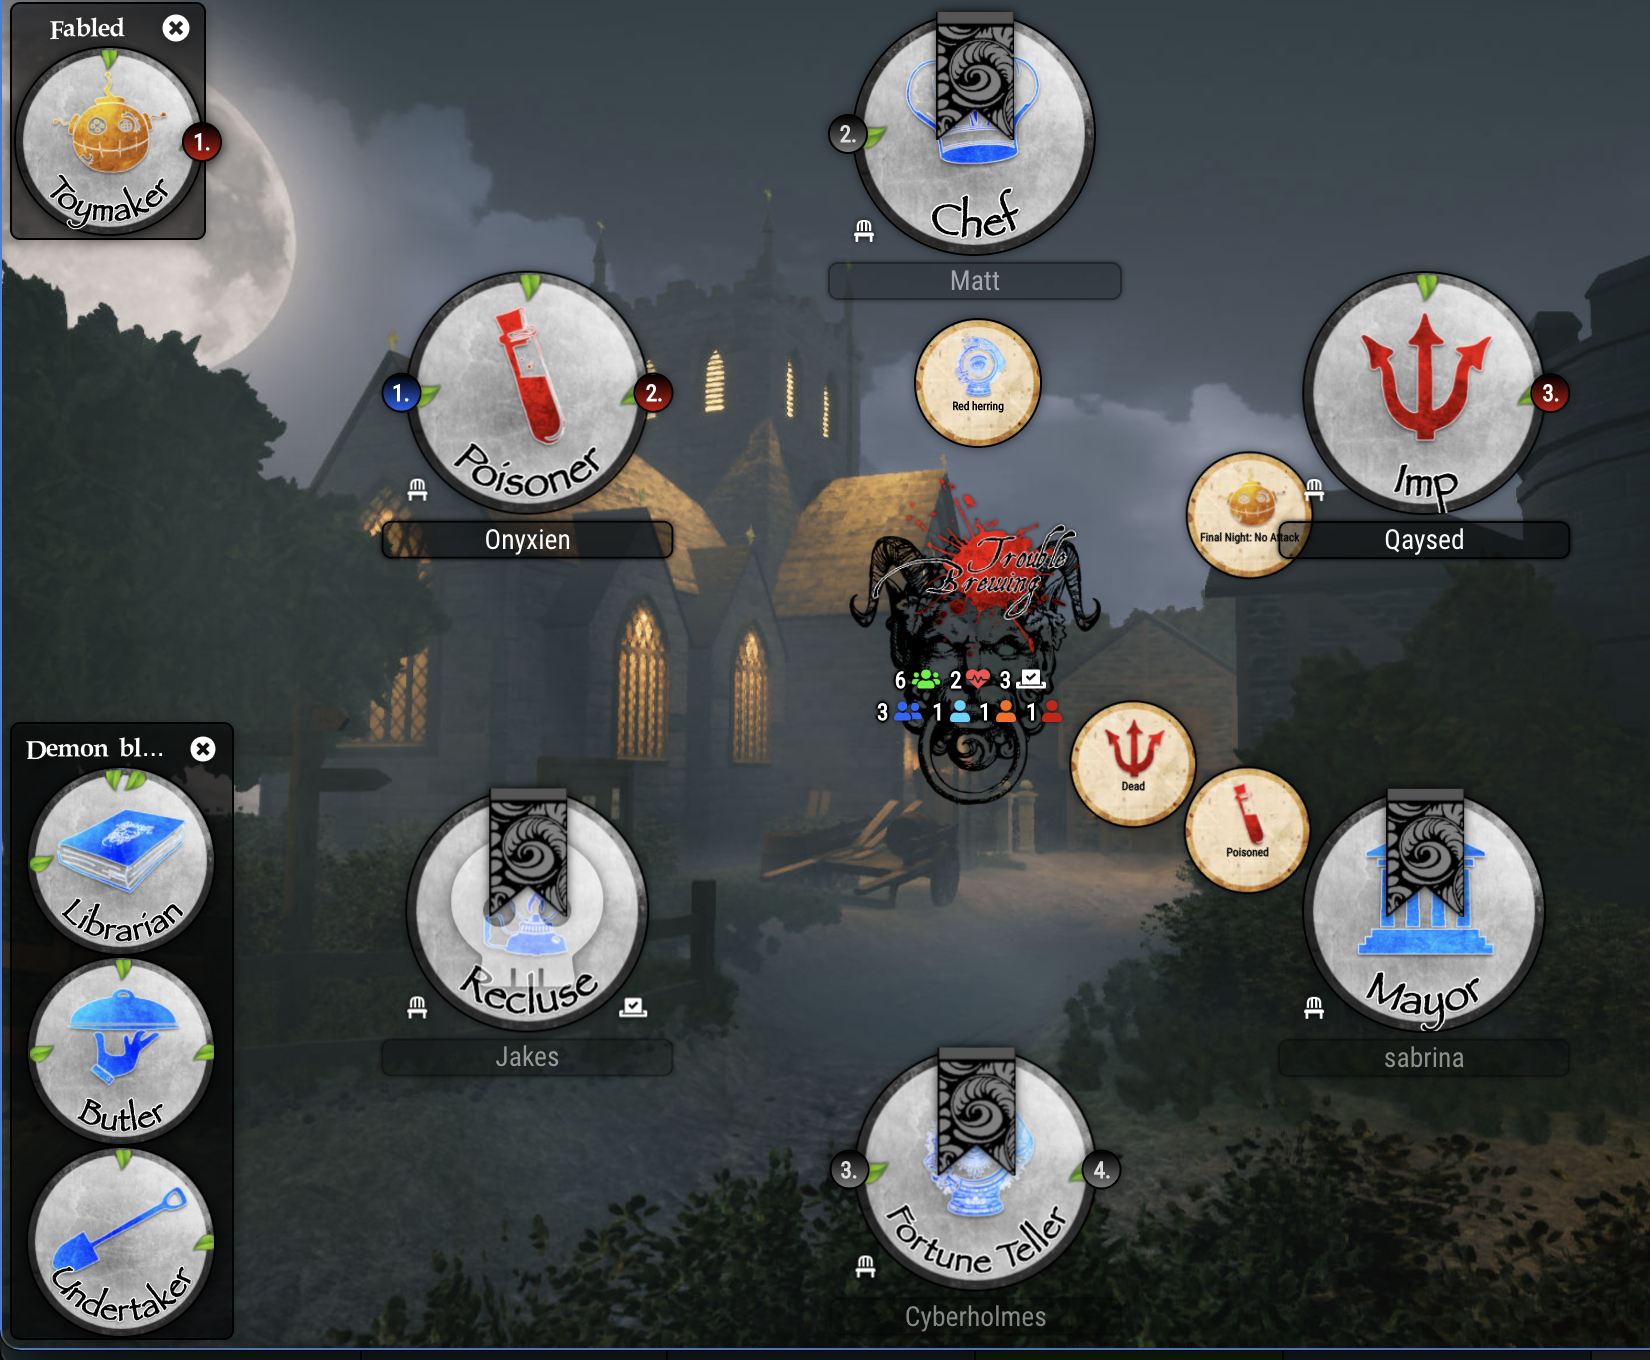 Fabled
Toymaker
1.
2.
Chef
Matt
Poisoner
1.
2.
Onyxien
Red herring
Imp
3.
Final Night: No Attack
Qaysed
Trouble
Brewing
6 2 3
3 1 1 1
Demon bl...
Librarian
Butler
Undertaker
Dead
Poisoned
Recluse
Jakes
Mayor
sabrina
3.
4.
Fortune Teller
Cyberholmes